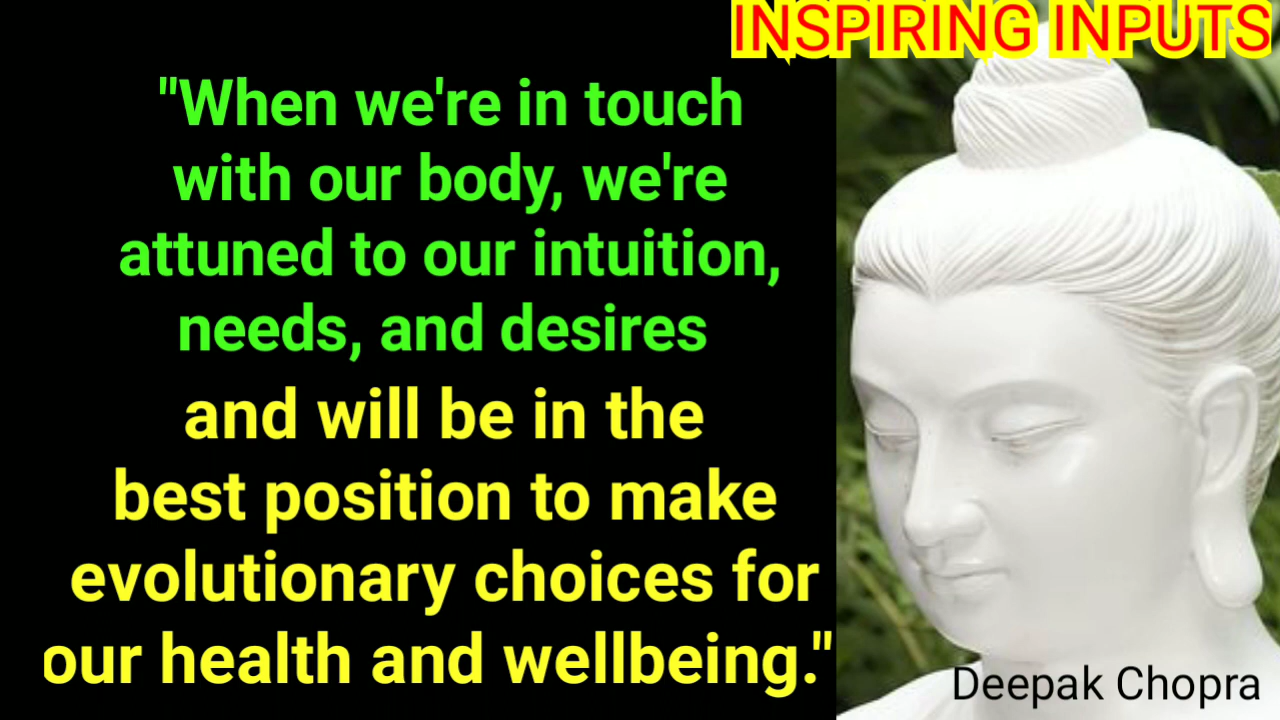 INSPIRING INPUTS
"When we're in touch
with our body, we're
attuned to our intuition,
needs, and desires
and will be in the
best position to make
evolutionary choices for
our health and wellbeing."
Deepak Chopra